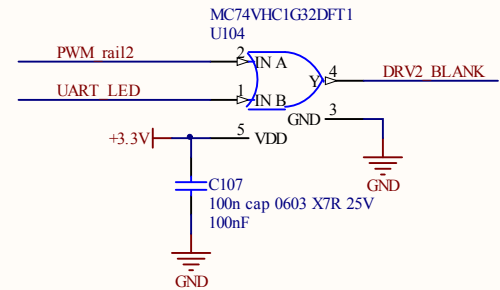 MC74VHC1G32DFT1
U104
PWM_rail2
2
IN A
Y
4
DRV2_BLANK
UART_LED
1
IN B
GND
3
+3.3V
5
VDD
GND
C107
100n cap 0603 X7R 25V
100nF
GND